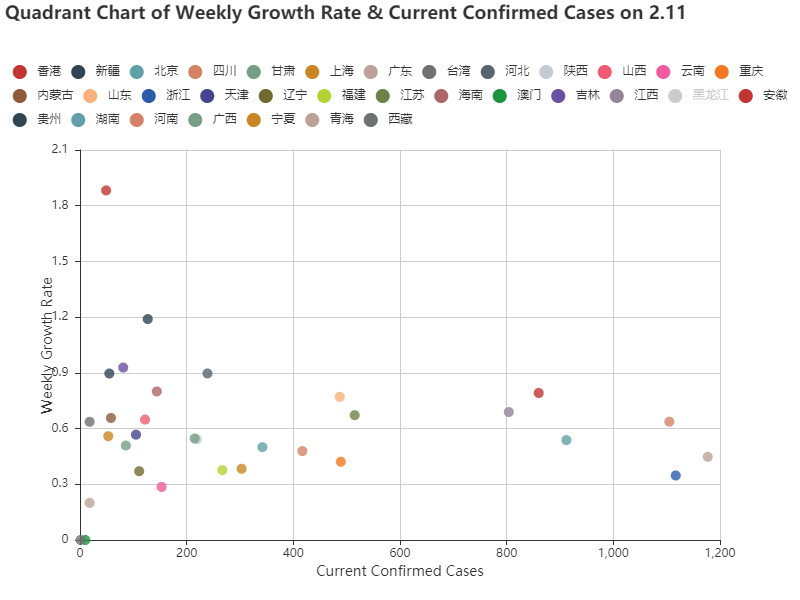 Quadrant Chart of Weekly Growth Rate & Current Confirmed Cases on 2.11
香港 新疆 北京 四川 甘肃 上海 广东 台湾 河北 陕西 山西 云南 重庆
内蒙古 山东 浙江 天津 辽宁 福建 江苏 海南 澳门 吉林 江西 黑龙江 安徽
贵州 湖南 河南 广西 宁夏 青海 西藏
2.1
1.8
1.5
1.2
0.9
0.6
0.3
0
Weekly Growth Rate
0 200 400 600 800 1,000 1,200
Current Confirmed Cases